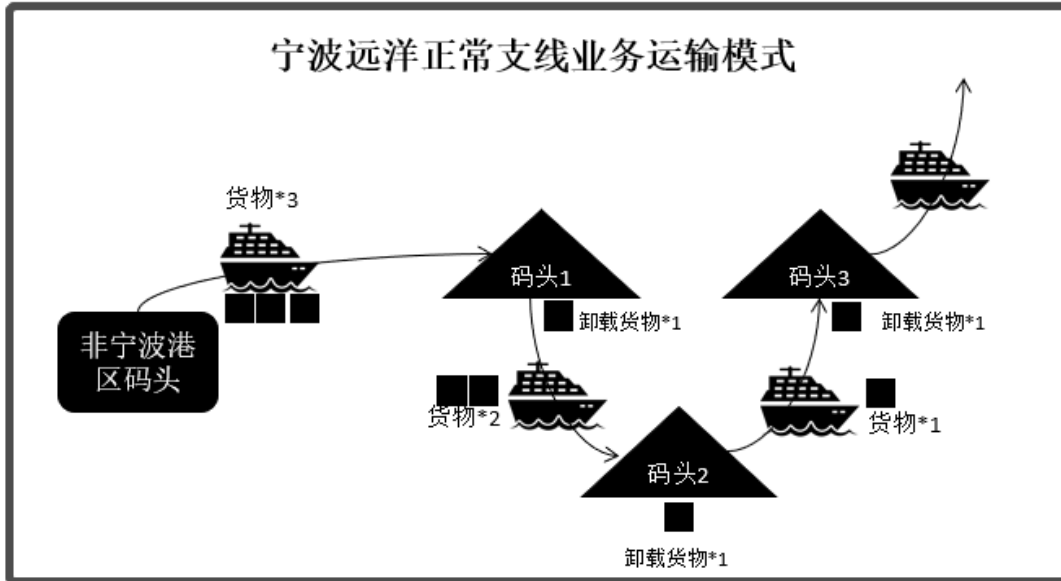 宁波远洋正常支线业务运输模式
货物*3
非宁波港
区码头
码头1
卸载货物*1
货物*2
码头2
卸载货物*1
货物*1
码头3
卸载货物*1